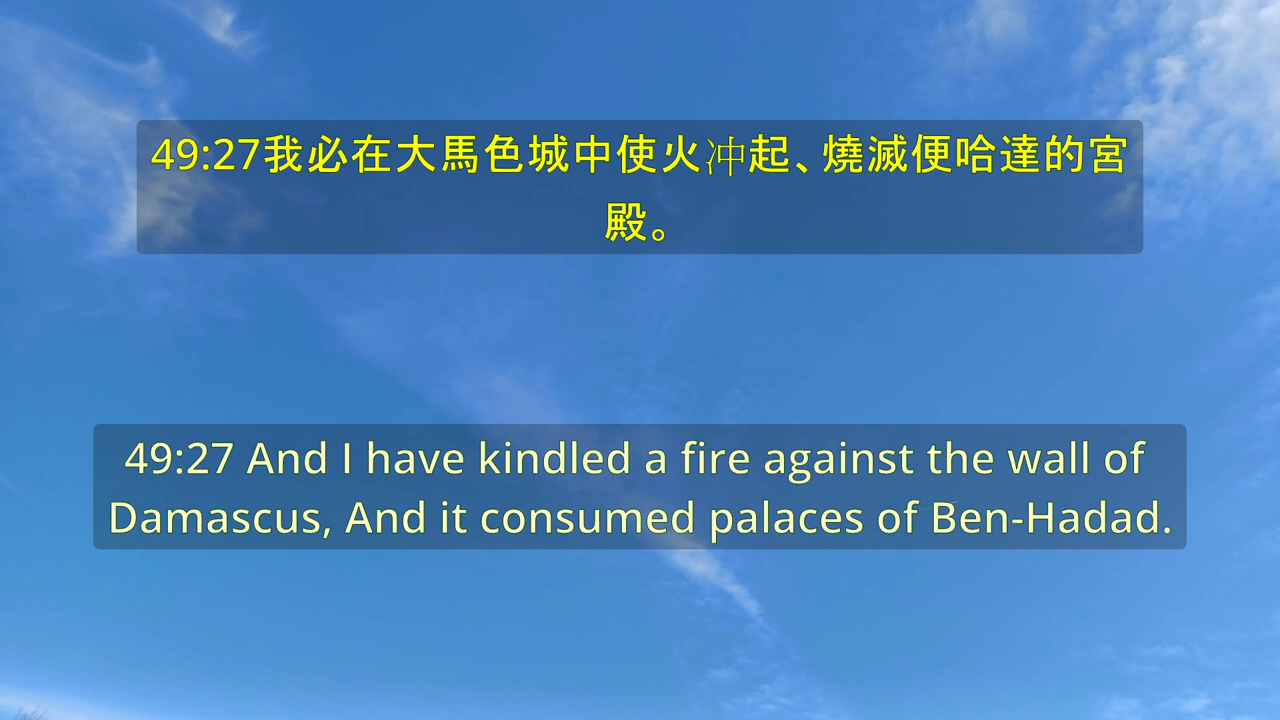 49:27我必在大馬色城中使火冲起、燒滅便哈達的宮
殿。
49:27 And I have kindled a fire against the wall of
Damascus, And it consumed palaces of Ben-Hadad.